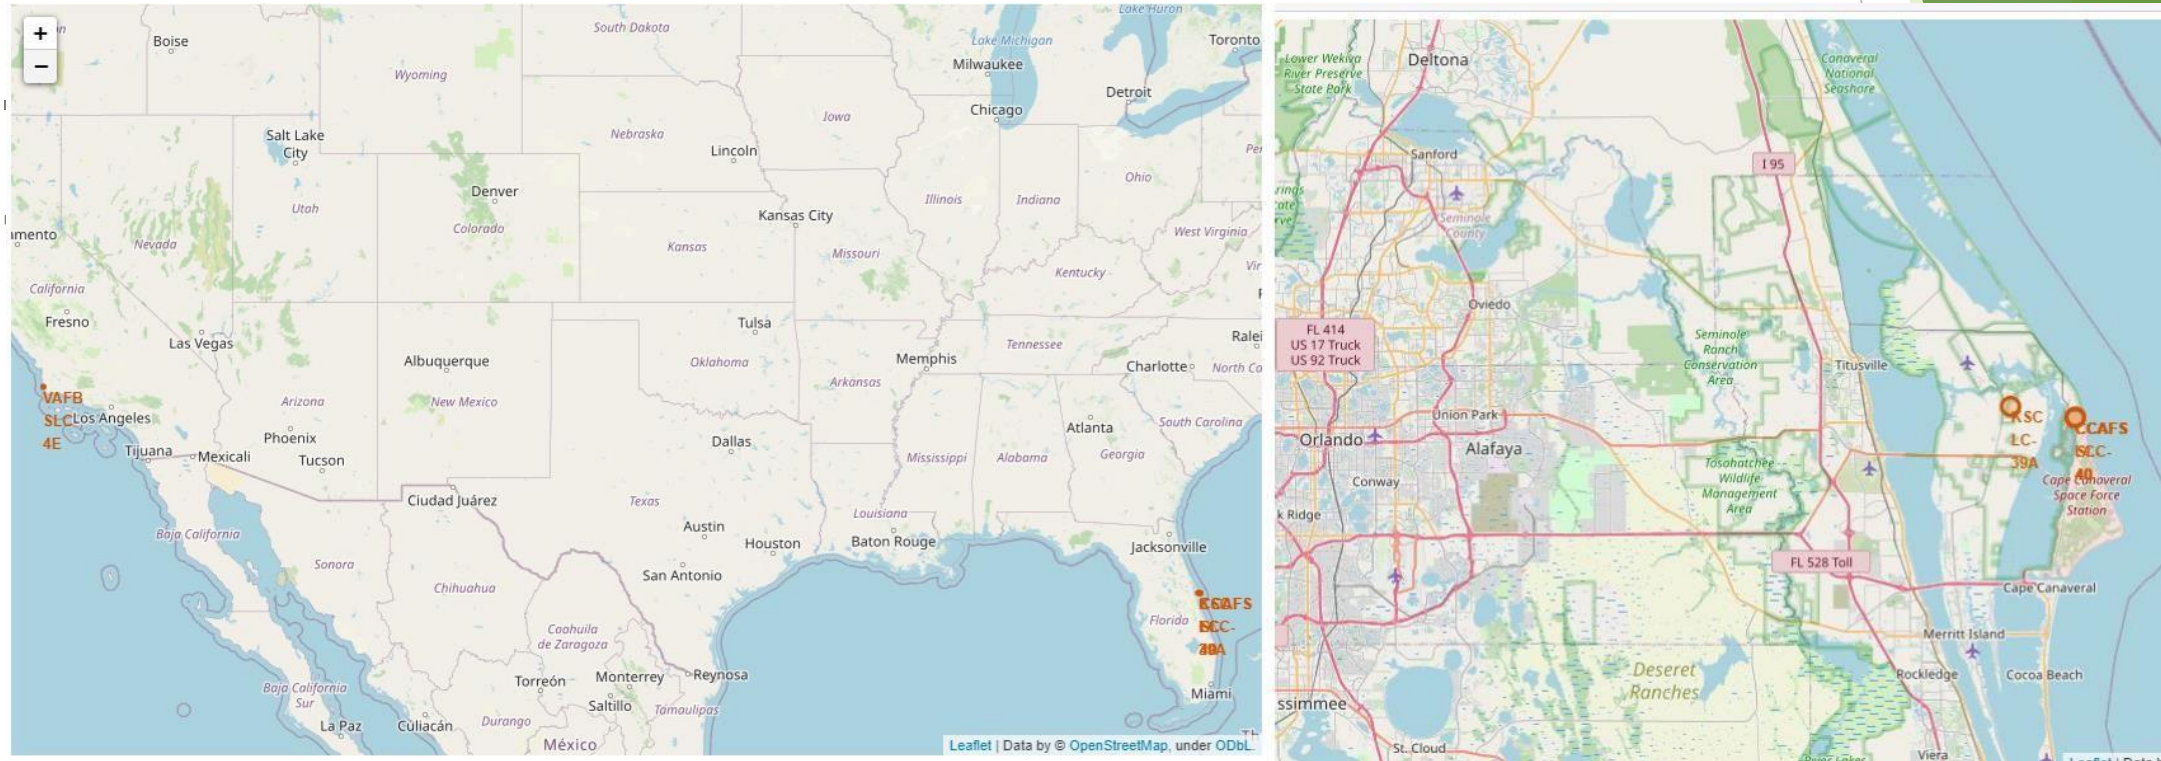 +
−
Boise
South Dakota
Lake Huron
Toronto
Lake Michigan
Milwaukee
Wyoming
Detroit
Chicago
Iowa
Salt Lake
City
Nebraska
Lincoln
Ohio
Denver
Illinois
Indiana
Utah
Kansas City
Colorado
West Virginia
Nevada
Kansas
Missouri
Kentucky
California
Fresno
Las Vegas
Tulsa
Tennessee
Albuquerque
Oklahoma
Memphis
Charlotte
VAFB
SLC-
4E
Los Angeles
Arizona
New Mexico
Arkansas
Atlanta
South Carolina
Phoenix
Dallas
Tijuana
Mexicali
Tucson
Mississippi
Alabama
Georgia
Ciudad Juárez
Texas
Louisiana
Austin
Baja California
Houston
Baton Rouge
Jacksonville
Sonora
San Antonio
Chihuahua
Florida
Coahuila
de Zaragoza
Torreón
Monterrey
Reynosa
Baja California
Sur
Saltillo
Tamaulipas
Miami
La Paz
Culiacán
Durango
México
Leaflet | Data by © OpenStreetMap, under ODbL.
Lower Wekiva
River Preserve
State Park
Deltona
Canaveral
National
Seashore
Sanford
I 95
Seminole
County
Oviedo
FL 414
US 17 Truck
US 92 Truck
Seminole
Ranch
Conservation
Area
Titusville
Union Park
KSC
LC-
39A
CCAFS
SLC-
40
Orlando
Alafaya
Tosohatchee
Wildlife
Management
Area
Conway
Cape Canaveral
Space Force
Station
FL 528 Toll
Cape Canaveral
Merritt Island
Deseret
Ranches
Rockledge
Cocoa Beach
St. Cloud
Viera